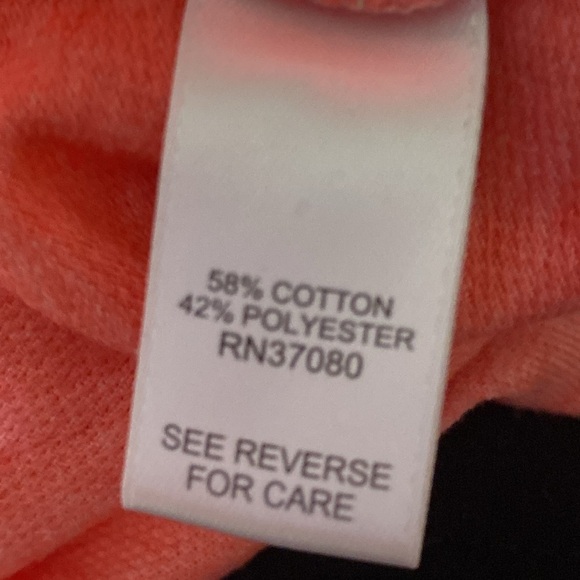 58% COTTON
42% POLYESTER
RN37080
SEE REVERSE
FOR CARE